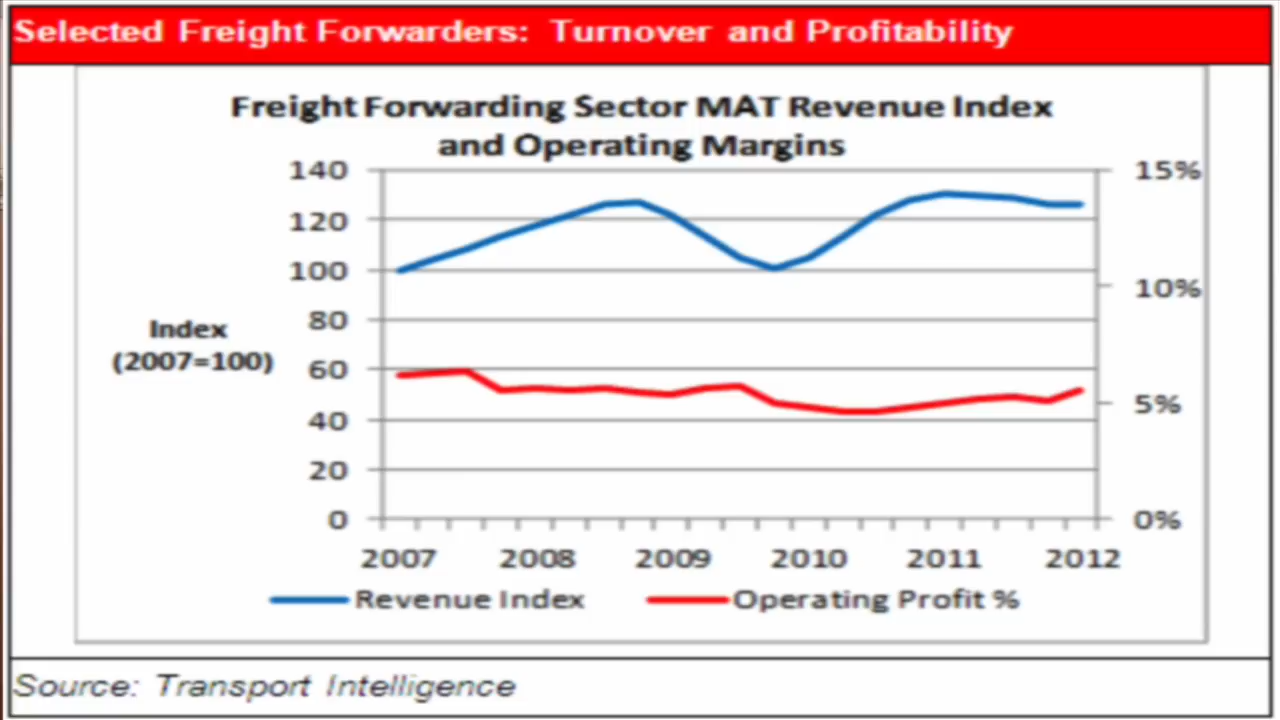 Selected Freight Forwarders: Turnover and Profitability
Freight Forwarding Sector MAT Revenue Index
and Operating Margins
140
120
100
80
60
40
20
0
Index
(2007=100)
15%
10%
5%
0%
2007 2008 2009 2010 2011 2012
Revenue Index Operating Profit %
Source: Transport Intelligence